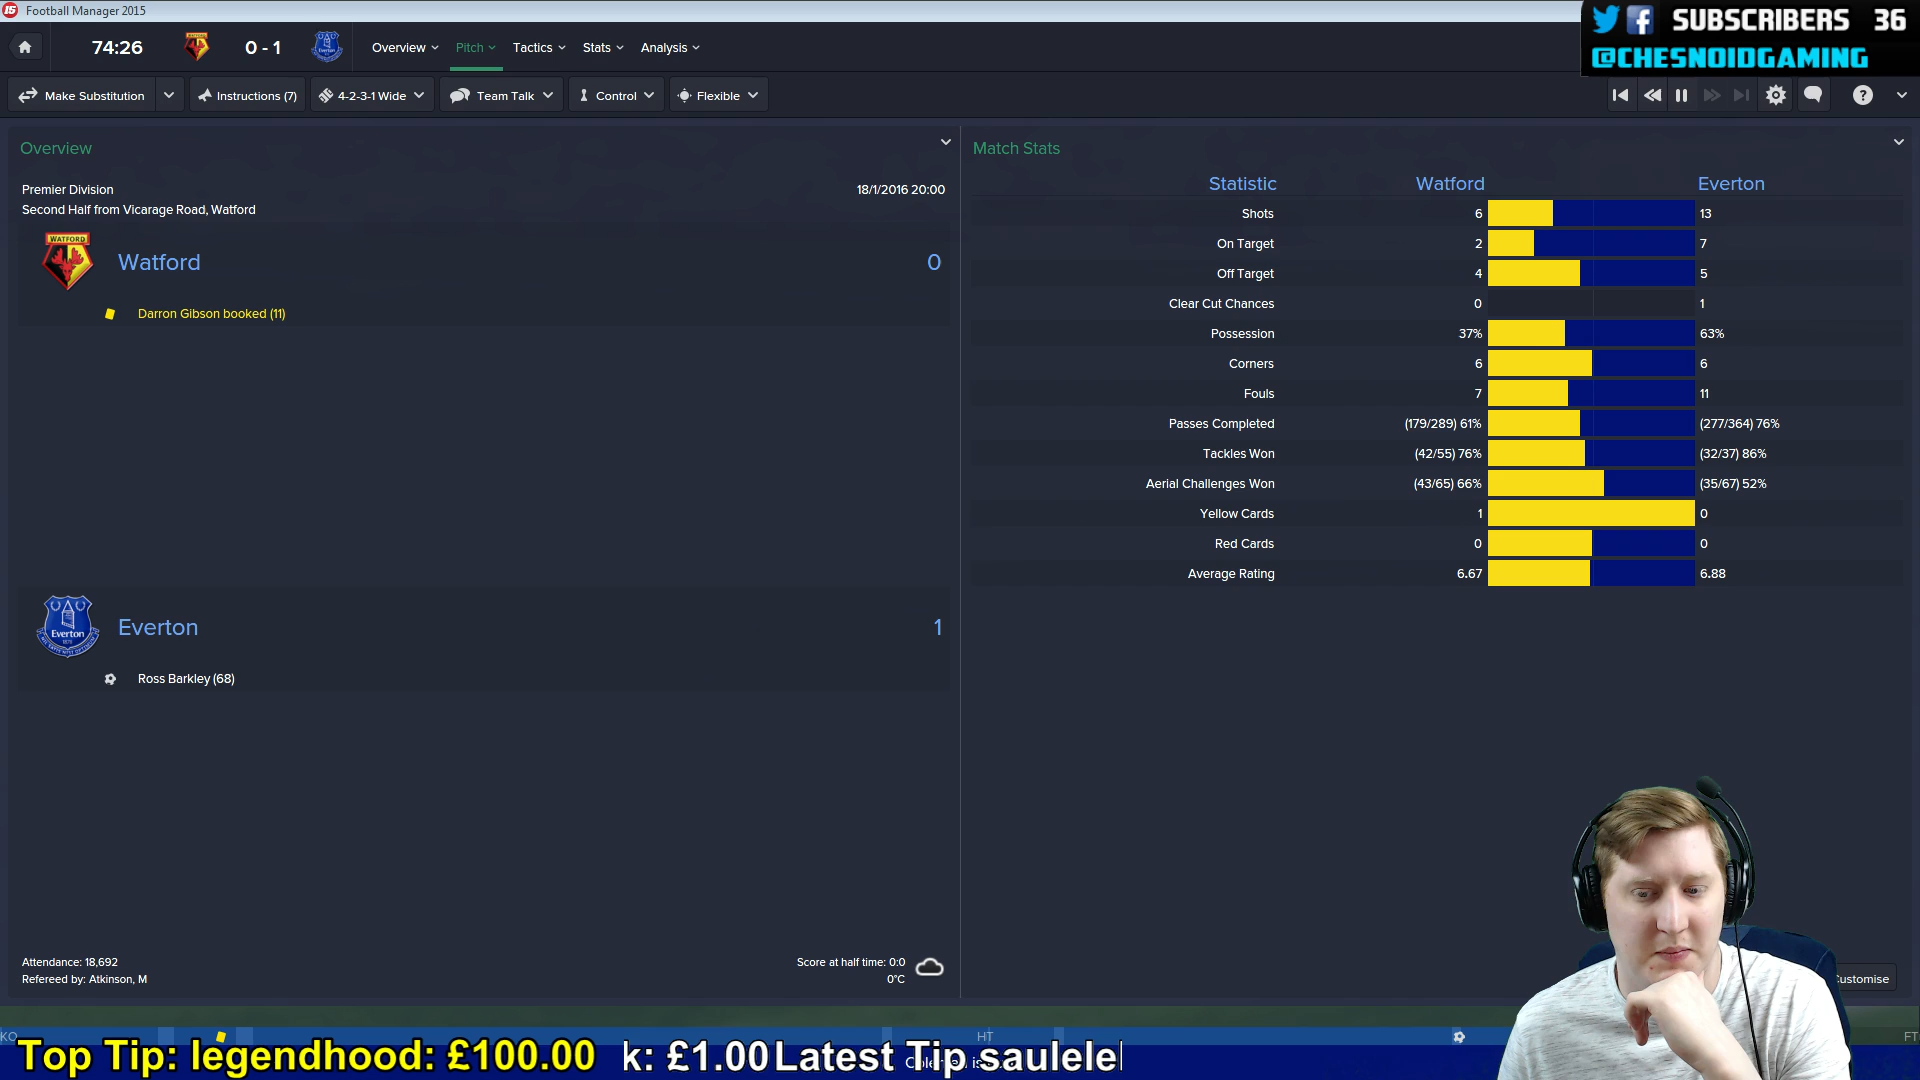 Football Manager 2015
SUBSCRIBERS 36
@CHESNOIDGAMING
74:26 0 - 1 Overview Pitch Tactics Stats Analysis
Make Substitution Instructions (7) 4-2-3-1 Wide Team Talk Control Flexible
Overview
Premier Division 18/1/2016 20:00
Second Half from Vicarage Road, Watford
WATFORD
Watford 0
Darron Gibson booked (11)
Everton
Everton 1
Ross Barkley (68)
Attendance: 18,692 Score at half time: 0:0
Refereed by: Atkinson, M 0°C
Match Stats
Statistic Watford Everton
Shots 6 13
On Target 2 7
Off Target 4 5
Clear Cut Chances 0 1
Possession 37% 63%
Corners 6 6
Fouls 7 11
Passes Completed (179/289) 61% (277/364) 76%
Tackles Won (42/55) 76% (32/37) 86%
Aerial Challenges Won (43/65) 66% (35/67) 52%
Yellow Cards 1 0
Red Cards 0 0
Average Rating 6.67 6.88
Customise
KO HT FT
Top Tip: legendhood: £100.00 k: £1.00 Latest Tip saulele